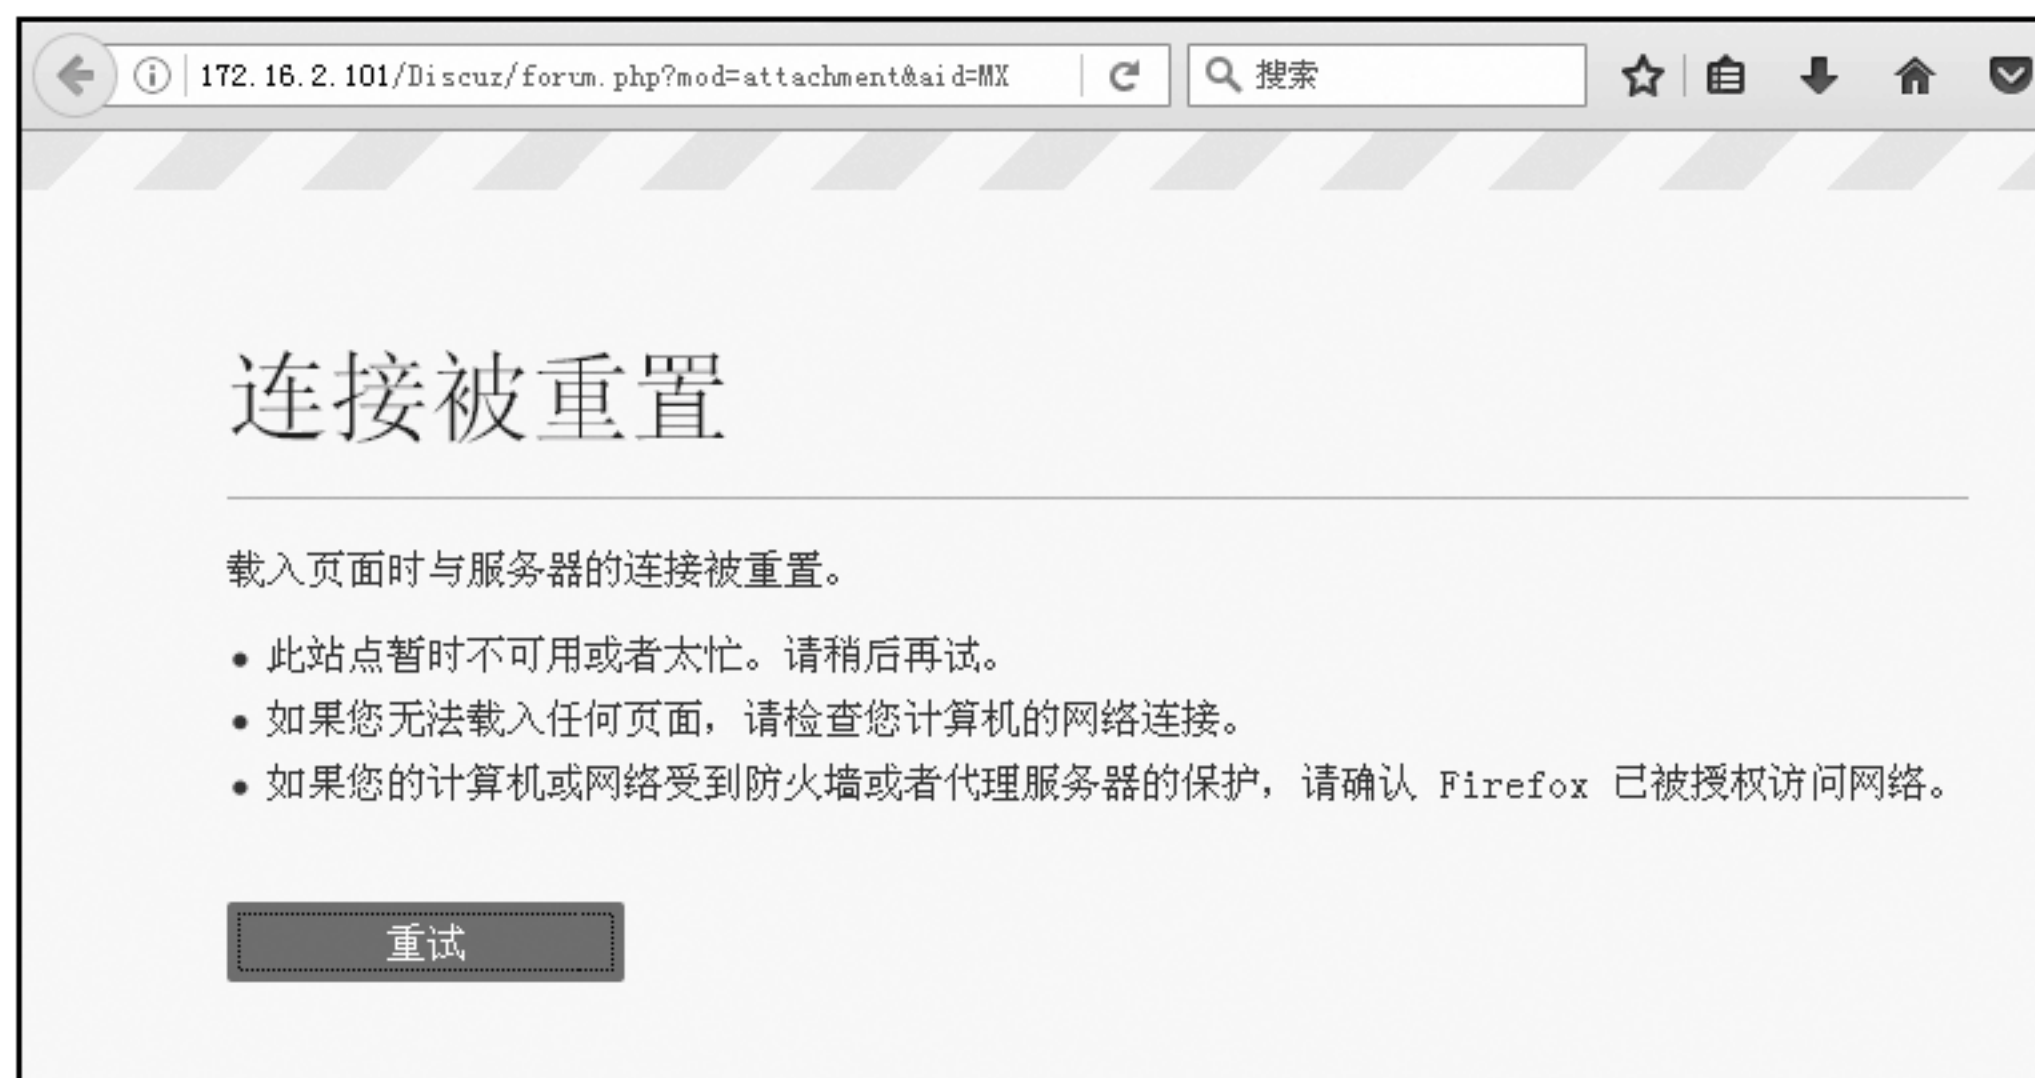 172.16.2.101/Discuz/forum.php?mod=attachment&aid=MX
搜索
连接被重置
载入页面时与服务器的连接被重置。
• 此站点暂时不可用或者太忙。请稍后再试。
• 如果您无法载入任何页面，请检查您计算机的网络连接。
• 如果您的计算机或网络受到防火墙或者代理服务器的保护，请确认 Firefox 已被授权访问网络。
重试